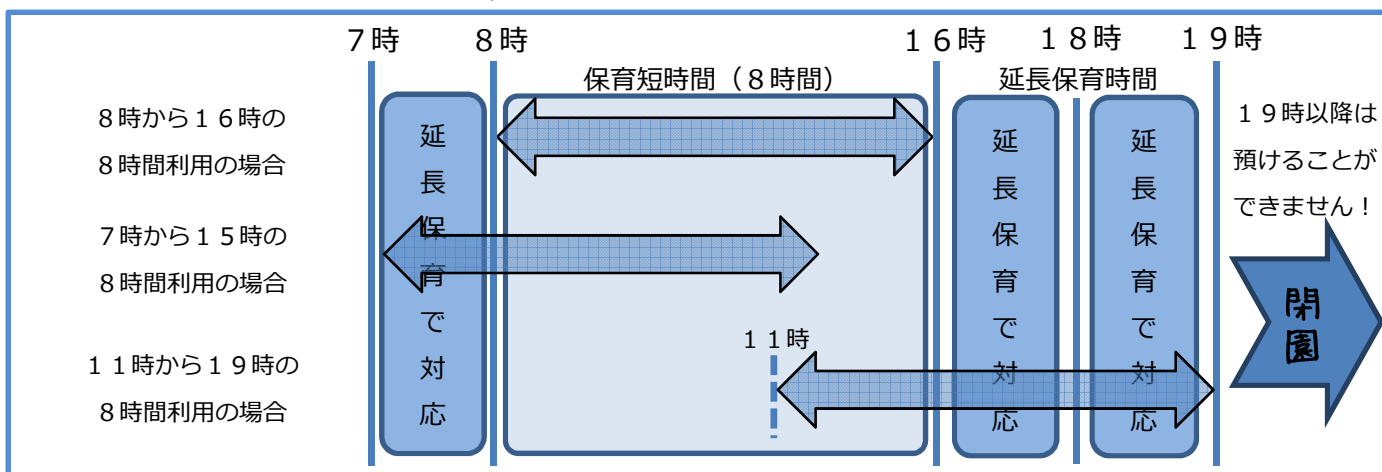 ７時
８時
１６時
１８時
１９時
保育短時間（８時間）
延長保育時間
８時から１６時の
８時間利用の場合
７時から１５時の
８時間利用の場合
１１時から１９時の
８時間利用の場合
延長保育で対応
１１時
延長保育で対応
延長保育で対応
１９時以降は
預けることが
できません！
閉園